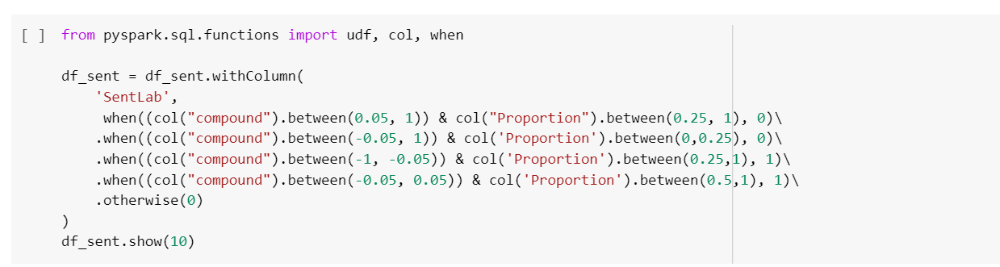 [ ] from pyspark.sql.functions import udf, col, when
df_sent = df_sent.withColumn(
'SentLab',
when((col("compound").between(0.05, 1)) & col("Proportion").between(0.25, 1), 0)\
.when((col("compound").between(-0.05, 1)) & col('Proportion').between(0,0.25), 0)\
.when((col("compound").between(-1, -0.05)) & col('Proportion').between(0.25,1), 1)\
.when((col("compound").between(-0.05, 0.05)) & col('Proportion').between(0.5,1), 1)\
.otherwise(0)
)
df_sent.show(10)